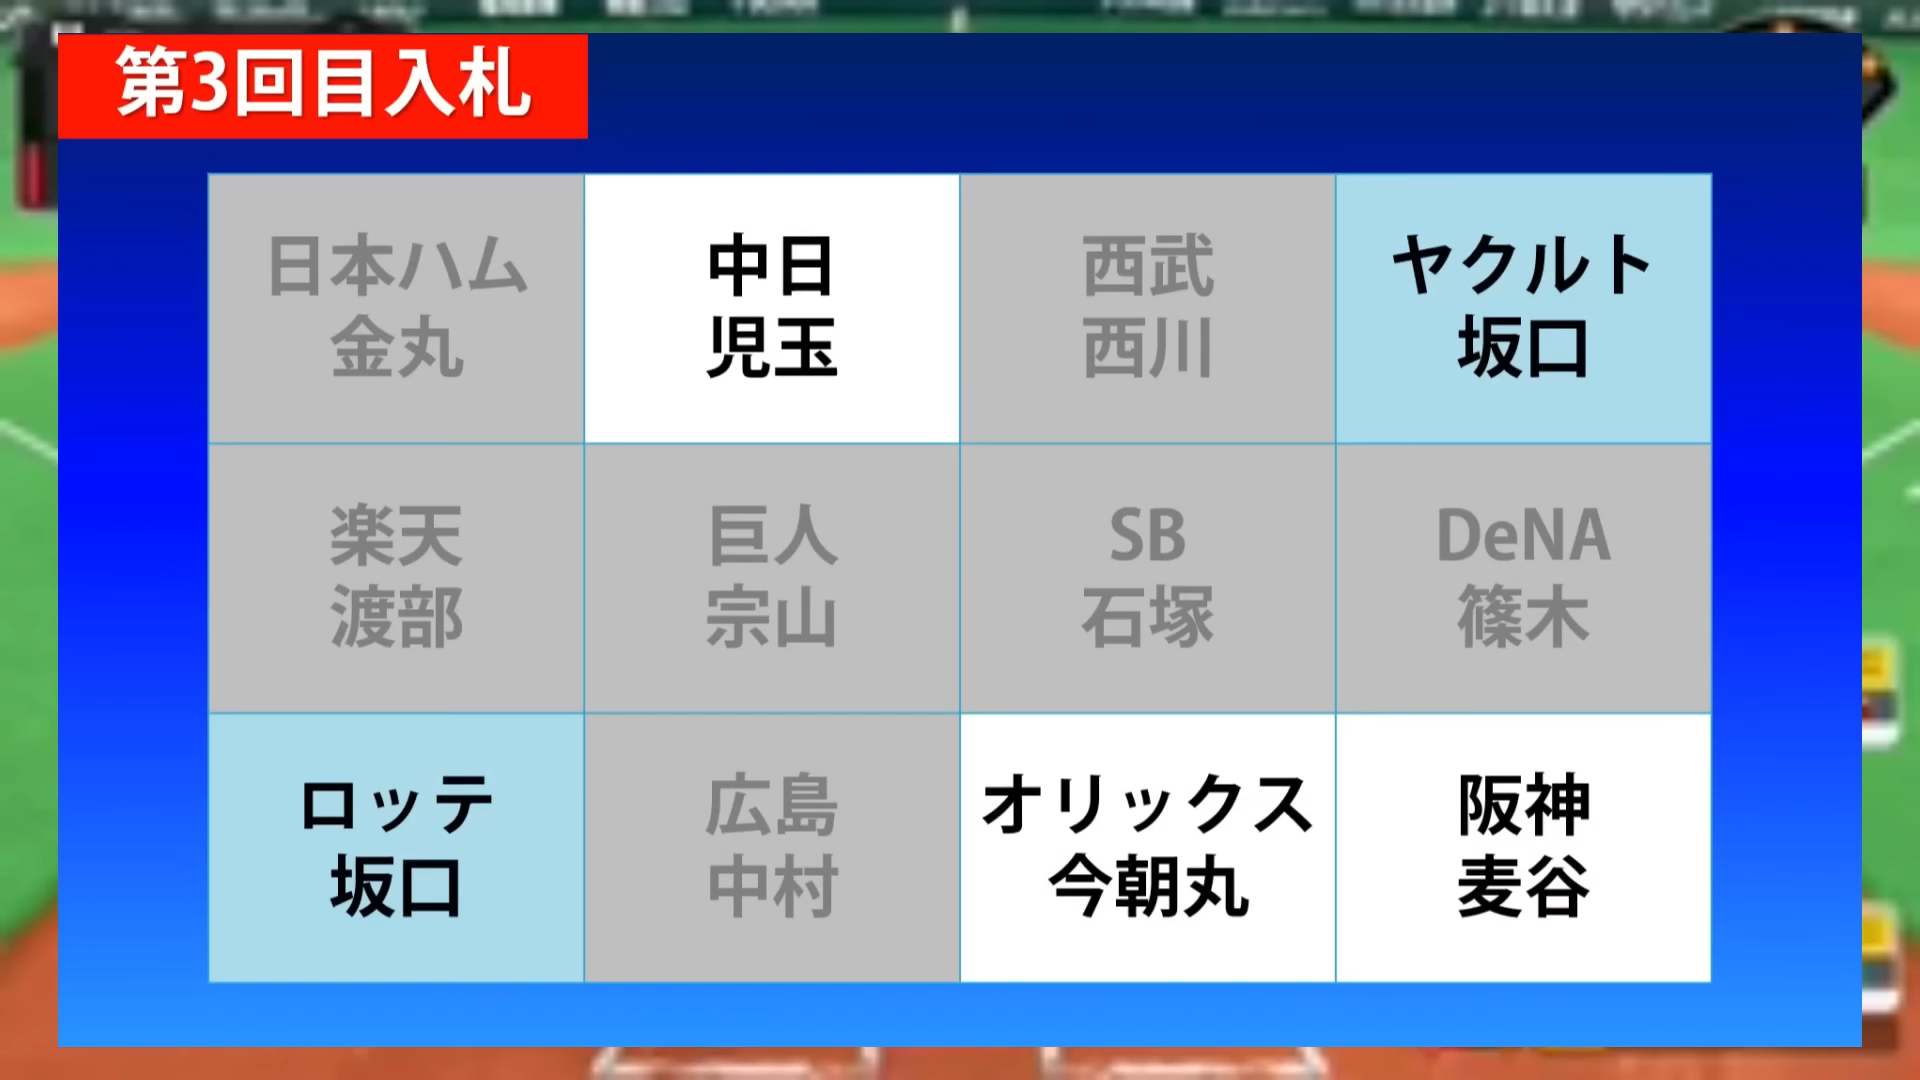 第3回目入札
日本ハム
金丸
中日
児玉
西武
西川
ヤクルト
坂口
楽天
渡部
巨人
宗山
SB
石塚
DeNA
篠木
ロッテ
坂口
広島
中村
オリックス
今朝丸
阪神
麦谷